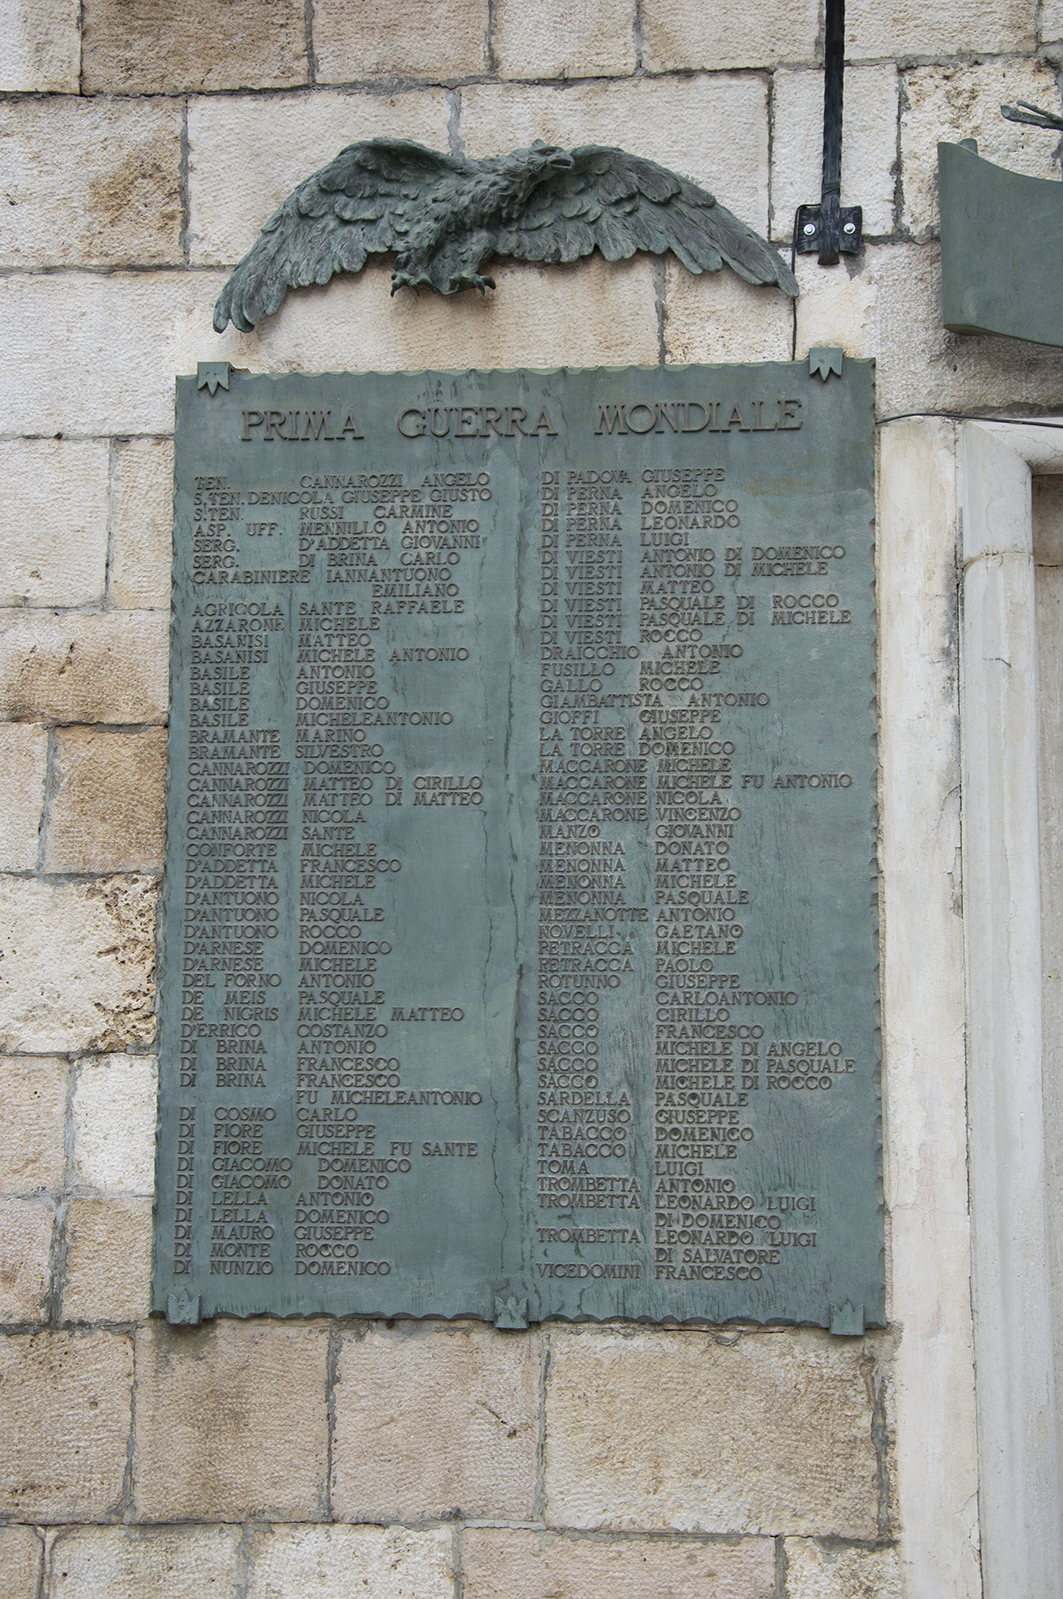 PRIMA GUERRA MONDIALE
TEN. CANNAROZZI ANGELO
S.TEN. DENICOLA GIUSEPPE GIUSTO
S.TEN. RUSSI CARMINE
ASP. UFF. MENNILLO ANTONIO
SERG. D'ADDETTA GIOVANNI
SERG. DI BRINA CARLO
CARABINIERE IANNANTUONO
EMILIANO
AGRICOLA SANTE RAFFAELE
AZZARONE MICHELE
BASANISI MATTEO
BASANISI MICHELE ANTONIO
BASILE ANTONIO
BASILE GIUSEPPE
BASILE DOMENICO
BASILE MICHELEANTONIO
BRAMANTE MARINO
BRAMANTE SILVESTRO
CANNAROZZI DOMENICO
CANNAROZZI MATTEO DI CIRILLO
CANNAROZZI MATTEO DI MATTEO
CANNAROZZI NICOLA
CANNAROZZI SANTE
CONFORTE MICHELE
D'ADDETTA FRANCESCO
D'ADDETTA MICHELE
D'ANTUONO NICOLA
D'ANTUONO PASQUALE
D'ANTUONO ROCCO
D'ARNESE DOMENICO
D'ARNESE MICHELE
DEL FORNO ANTONIO
DE MEIS PASQUALE
DE NIGRIS MICHELE MATTEO
D'ERRICO COSTANZO
DI BRINA ANTONIO
DI BRINA FRANCESCO
DI BRINA FRANCESCO
FU MICHELEANTONIO
DI COSMO CARLO
DI FIORE GIUSEPPE
DI FIORE MICHELE FU SANTE
DI GIACOMO DOMENICO
DI GIACOMO DONATO
DI LELLA ANTONIO
DI LELLA DOMENICO
DI MAURO GIUSEPPE
DI MONTE ROCCO
DI NUNZIO DOMENICO
DI PADOVA GIUSEPPE
DI PERNA ANGELO
DI PERNA DOMENICO
DI PERNA LEONARDO
DI PERNA LUIGI
DI VIESTI ANTONIO DI DOMENICO
DI VIESTI ANTONIO DI MICHELE
DI VIESTI MATTEO
DI VIESTI PASQUALE DI ROCCO
DI VIESTI PASQUALE DI MICHELE
DI VIESTI ROCCO
DRAICCHIO ANTONIO
FUSILLO MICHELE
GALLO ROCCO
GIAMBATTISTA ANTONIO
GIOFFI GIUSEPPE
LA TORRE ANGELO
LA TORRE DOMENICO
MACCARONE MICHELE
MACCARONE MICHELE FU ANTONIO
MACCARONE NICOLA
MACCARONE VINCENZO
MANZO GIOVANNI
MENONNA DONATO
MENONNA MATTEO
MENONNA MICHELE
MENONNA PASQUALE
MEZZANOTTE ANTONIO
NOVELLI GAETANO
PETRACCA MICHELE
PETRACCA PAOLO
ROTUNNO GIUSEPPE
SACCO CARLOANTONIO
SACCO CIRILLO
SACCO FRANCESCO
SACCO MICHELE DI ANGELO
SACCO MICHELE DI PASQUALE
SACCO MICHELE DI ROCCO
SARDELLA PASQUALE
SCANZUSO GIUSEPPE
TABACCO DOMENICO
TABACCO MICHELE
TOMA LUIGI
TROMBETTA ANTONIO
TROMBETTA LEONARDO LUIGI
DI DOMENICO
TROMBETTA LEONARDO LUIGI
DI SALVATORE
VICEDOMINI FRANCESCO